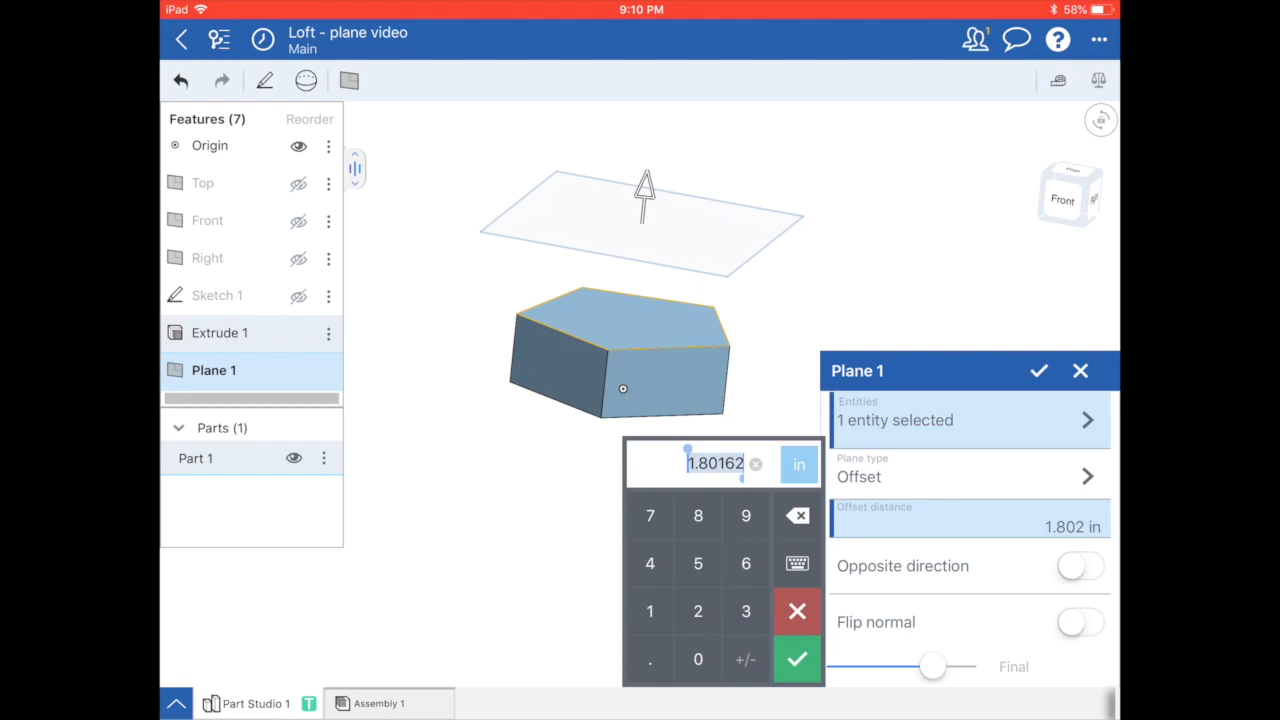 iPad
9:10 PM
58%
Loft - plane video
Main
1
Features (7)
Reorder
Origin
Top
Front
Right
Sketch 1
Extrude 1
Plane 1
Parts (1)
Part 1
Front
Plane 1
Entities
1 entity selected
Plane type
Offset
Offset distance
1.802 in
Opposite direction
Flip normal
Final
1.80162
in
7 8 9
4 5 6
1 2 3
. 0 +/-
Part Studio 1
T
Assembly 1